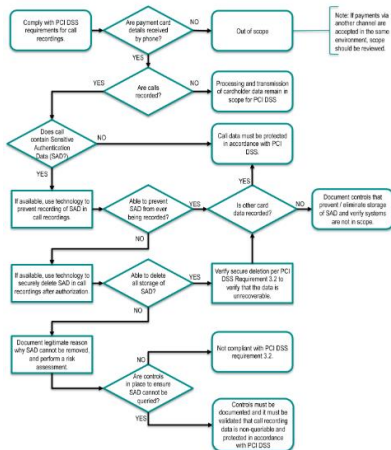 Comply with PCI DSS
requirements for call
recordings.
Are payment card
details received
by phone?
NO
Out of scope
Note: If payments via
another channel are
accepted in the same
environment, scope
should be reviewed.
YES
Are calls
recorded?
NO
Processing and transmission
of cardholder data remain in
scope for PCI DSS
YES
Does call
contain Sensitive
Authentication
Data (SAD)?
NO
Call data must be protected
in accordance with PCI
DSS.
YES
YES
If available, use technology to
prevent recording of SAD in
call recordings.
Able to prevent
SAD from ever
being recorded?
YES
Is other card
data recorded?
NO
Document controls that
prevent / eliminate storage
of SAD and verify systems
are not in scope.
NO
If available, use technology to
securely delete SAD in call
recordings after authorization.
Able to delete
all storage of
SAD?
YES
Verify secure deletion per PCI
DSS Requirement 3.2 to
verify that the data is
unrecoverable.
NO
Document legitimate reason
why SAD cannot be removed,
and perform a risk
assessment.
Are controls
in place to ensure
SAD cannot be
queried?
NO
Not compliant with PCI DSS
requirement 3.2.
YES
Controls must be
documented and it must be
validated that call recording
data is non-queriable and
protected in accordance
with PCI DSS